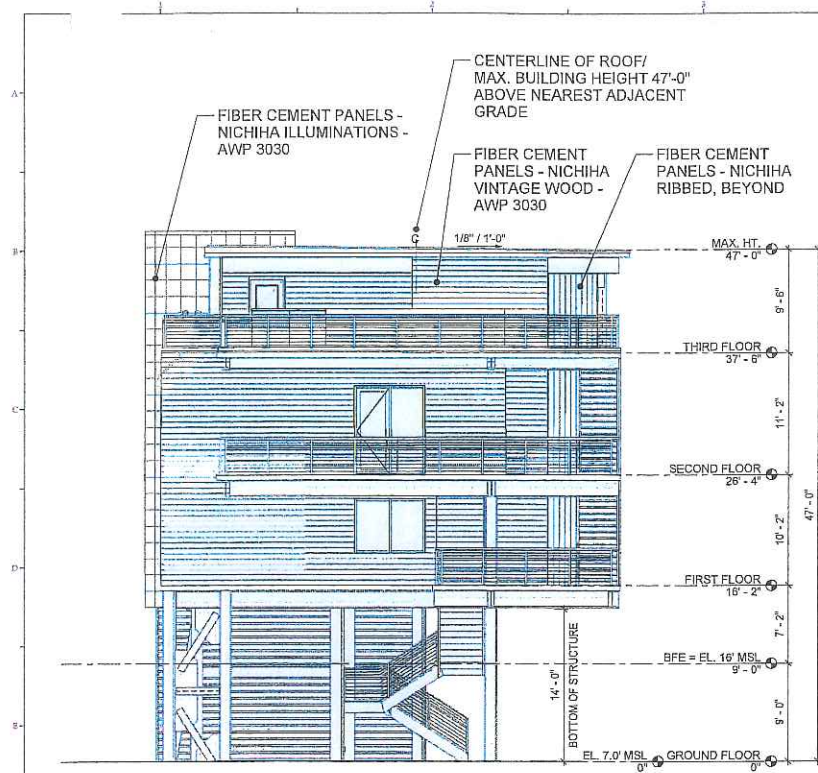 1
2
3
A
B
C
D
CENTERLINE OF ROOF/
MAX. BUILDING HEIGHT 47'-0"
ABOVE NEAREST ADJACENT
GRADE
FIBER CEMENT PANELS -
NICHIHA ILLUMINATIONS -
AWP 3030
FIBER CEMENT
PANELS - NICHIHA
VINTAGE WOOD -
AWP 3030
FIBER CEMENT
PANELS - NICHIHA
RIBBED, BEYOND
1/8" / 1'-0"
MAX. HT.
47' - 0"
9' - 6"
THIRD FLOOR
37' - 6"
11' - 2"
SECOND FLOOR
26' - 4"
10' - 2"
47' - 0"
FIRST FLOOR
16' - 2"
7' - 2"
BFE = EL. 16' MSL
9' - 0"
14' - 0"
BOTTOM OF STRUCTURE
9' - 0"
EL. 7.0' MSL
0"
GROUND FLOOR
0"